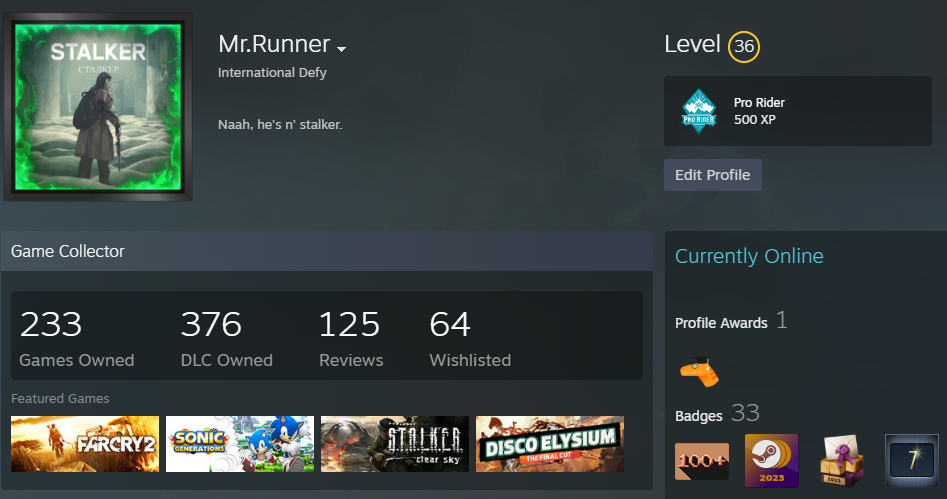 STALKER
СТАЛКЕР
Mr.Runner
International Defy
Naah, he's n' stalker.
Level 36
PRO RIDER
Pro Rider
500 XP
Edit Profile
Game Collector
233 376 125 64
Games Owned DLC Owned Reviews Wishlisted
Featured Games
FARCRY 2
SONIC
GENERATIONS
S.T.A.L.K.E.R.
clear sky
DISCO ELYSIUM
THE FINAL CUT
Currently Online
Profile Awards 1
Badges 33
100+
2023
7